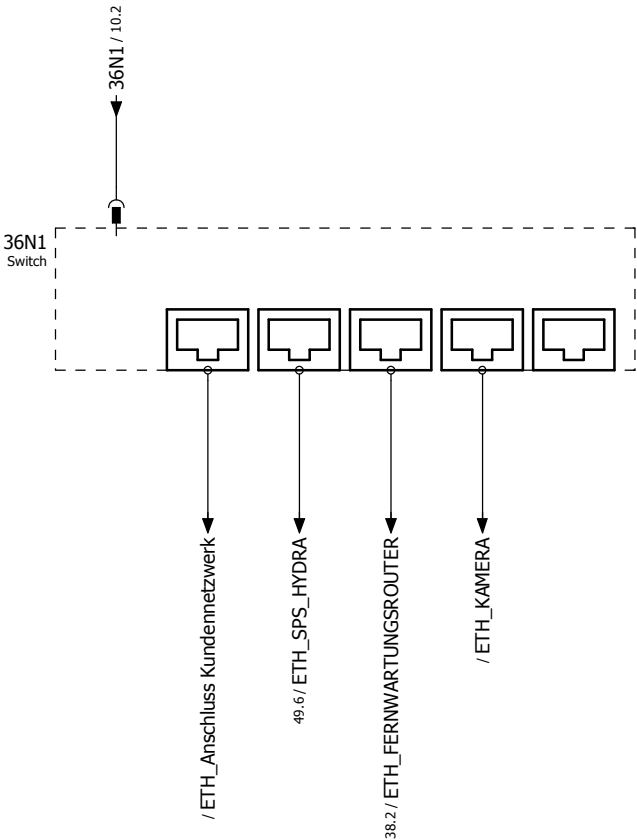 36N1 / 10.2
36N1
Switch
/ ETH_Anschluss Kundennetzwerk
49.6 / ETH_SPS_HYDRA
38.2 / ETH_FERNWARTUNGSROUTER
/ ETH_KAMERA